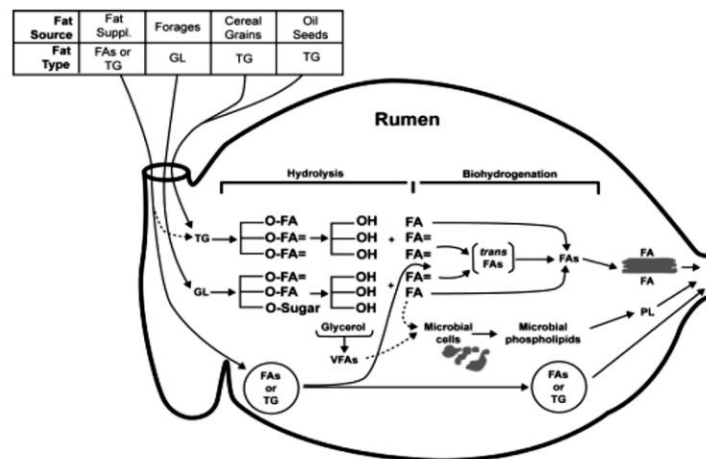 Fat Source
Fat Suppl.
Forages
Cereal Grains
Oil Seeds
Fat Type
FAs or TG
GL
TG
TG
Rumen
Hydrolysis
Biohydrogenation
TG
O-FA
O-FA=
O-FA=
OH
OH
OH
+
FA
FA=
FA=
trans FAs
FAs
FA
FA
GL
O-FA=
O-FA
O-Sugar
OH
OH
OH
+
FA=
FA
Glycerol
VFAs
Microbial cells
Microbial phospholipids
PL
FAs or TG
FAs or TG